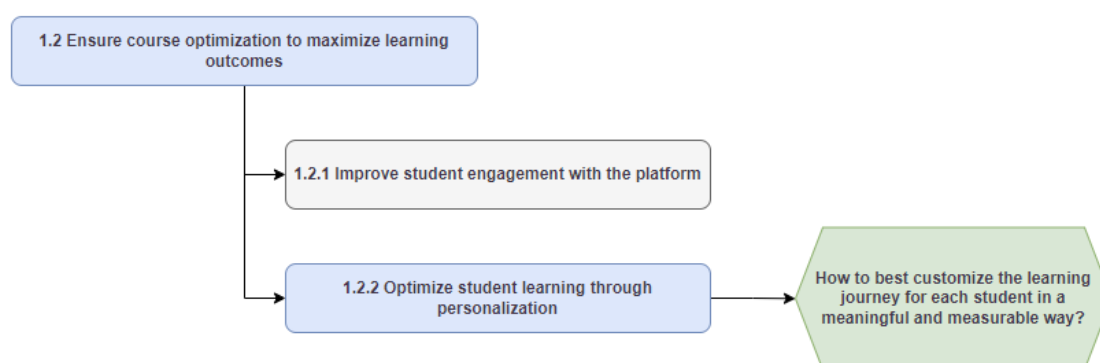 1.2 Ensure course optimization to maximize learning
outcomes
1.2.1 Improve student engagement with the platform
1.2.2 Optimize student learning through
personalization
How to best customize the learning
journey for each student in a
meaningful and measurable way?